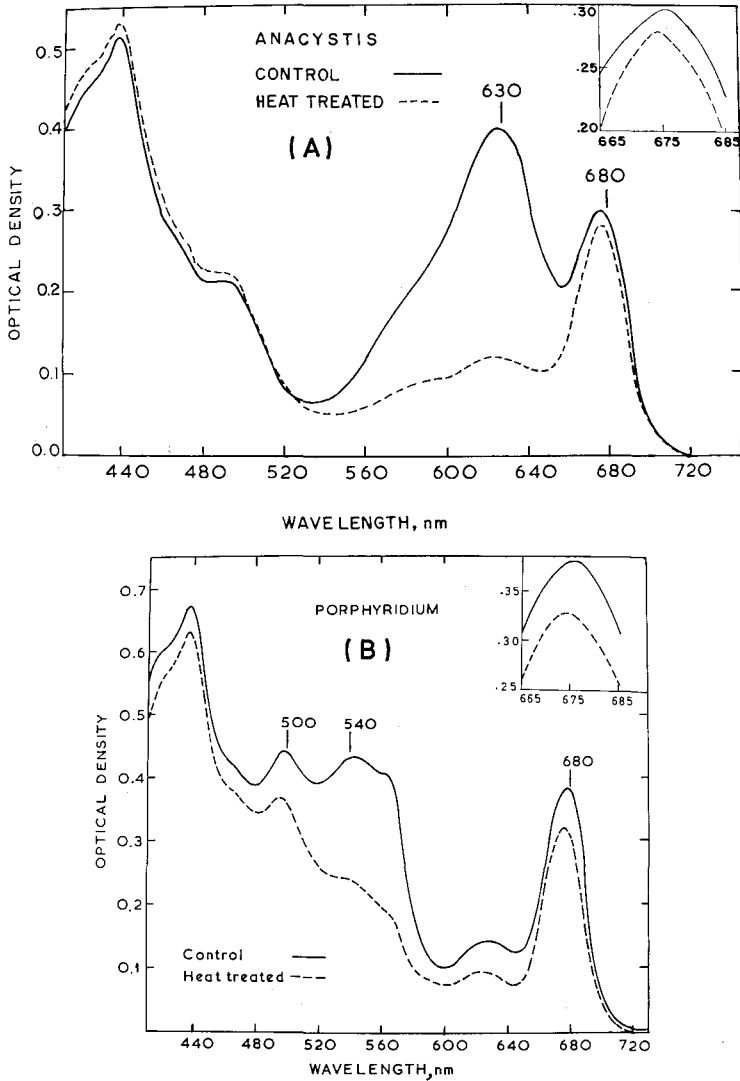 ANACYSTIS
CONTROL
HEAT TREATED
(A)
630
680
.30
.25
.20
665 675 685
OPTICAL DENSITY
0.5
0.4
0.3
0.2
0.1
0.0
440 480 520 560 600 640 680 720
WAVELENGTH, nm
PORPHYRIDIUM
(B)
500 540
680
.35
.30
.25
665 675 685
OPTICAL DENSITY
0.7
0.6
0.5
0.4
0.3
0.2
0.1
Control
Heat treated
440 480 520 560 600 640 680 720
WAVELENGTH,nm